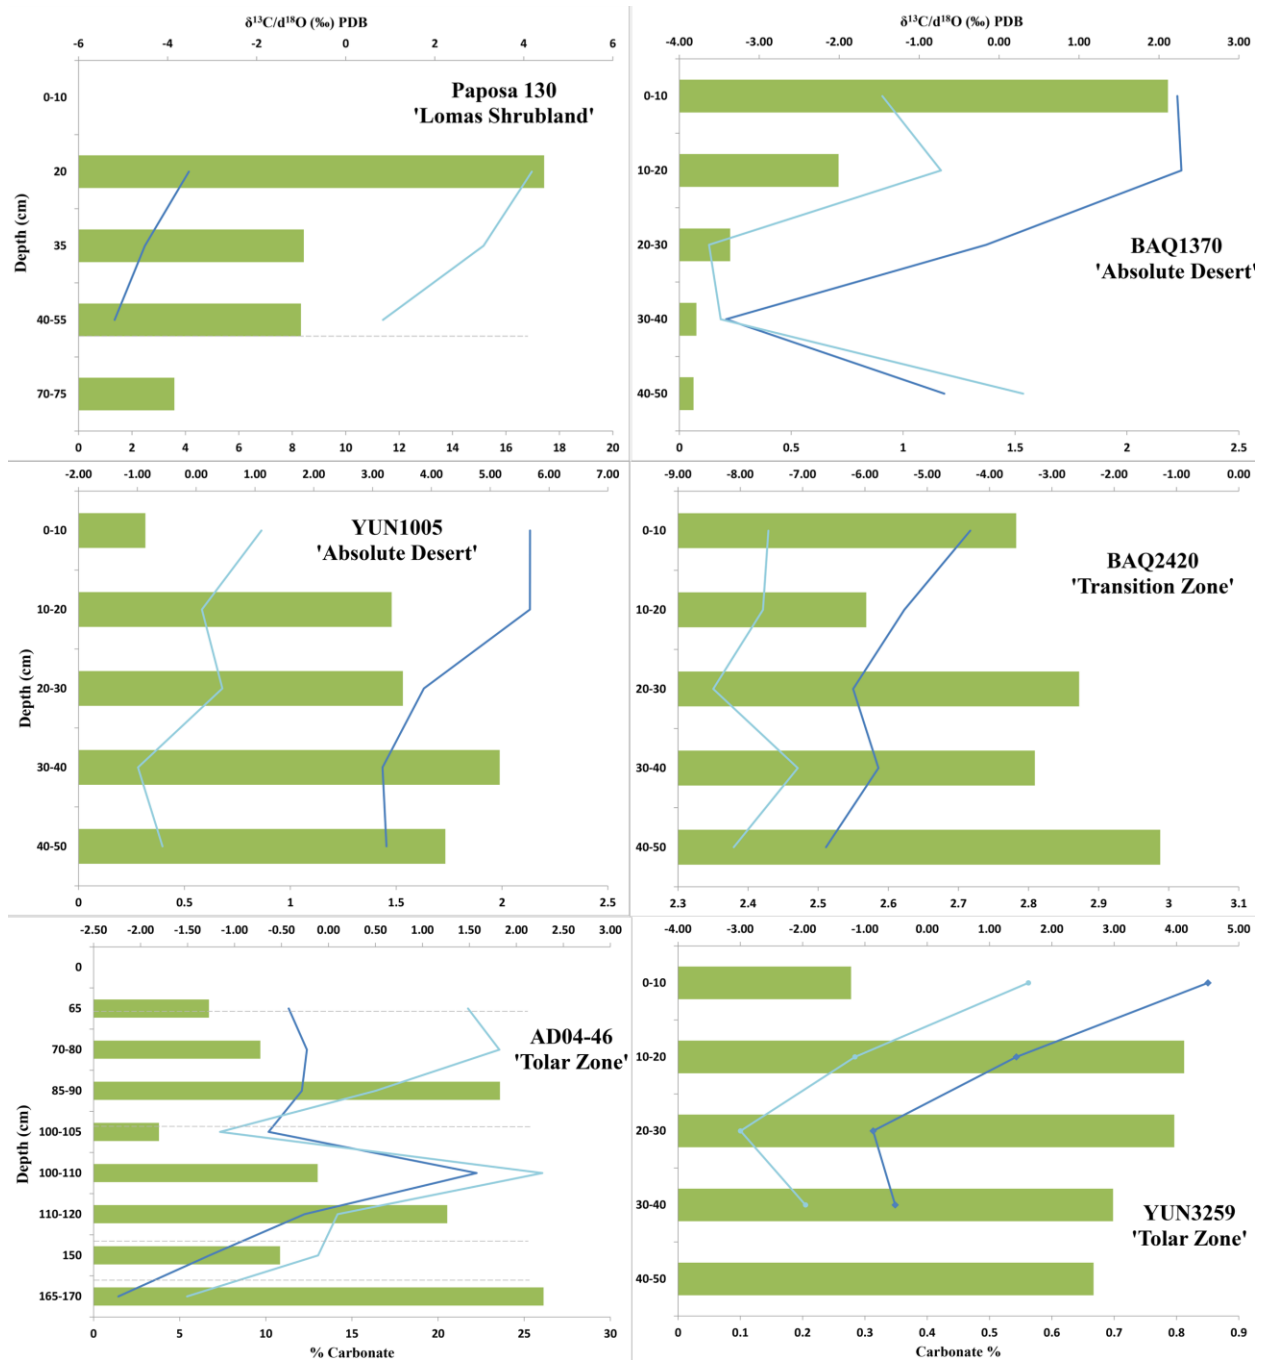 δ¹³C/d¹⁸O (‰) PDB
-6 -4 -2 0 2 4 6
Paposa 130
'Lomas Shrubland'
Depth (cm)
0-10
20
35
40-55
70-75
0 2 4 6 8 10 12 14 16 18 20
δ¹³C/d¹⁸O (‰) PDB
-4.00 -3.00 -2.00 -1.00 0.00 1.00 2.00 3.00
BAQ1370
'Absolute Desert'
0-10
10-20
20-30
30-40
40-50
0 0.5 1 1.5 2 2.5
-2.00 -1.00 0.00 1.00 2.00 3.00 4.00 5.00 6.00 7.00
YUN1005
'Absolute Desert'
Depth (cm)
0-10
10-20
20-30
30-40
40-50
0 0.5 1 1.5 2 2.5
-9.00 -8.00 -7.00 -6.00 -5.00 -4.00 -3.00 -2.00 -1.00 0.00
BAQ2420
'Transition Zone'
0-10
10-20
20-30
30-40
40-50
2.3 2.4 2.5 2.6 2.7 2.8 2.9 3 3.1
-2.50 -2.00 -1.50 -1.00 -0.50 0.00 0.50 1.00 1.50 2.00 2.50 3.00
AD04-46
'Tolar Zone'
Depth (cm)
0
65
70-80
85-90
100-105
100-110
110-120
150
165-170
0 5 10 15 20 25 30
% Carbonate
-4.00 -3.00 -2.00 -1.00 0.00 1.00 2.00 3.00 4.00 5.00
YUN3259
'Tolar Zone'
0-10
10-20
20-30
30-40
40-50
0 0.1 0.2 0.3 0.4 0.5 0.6 0.7 0.8 0.9
Carbonate %